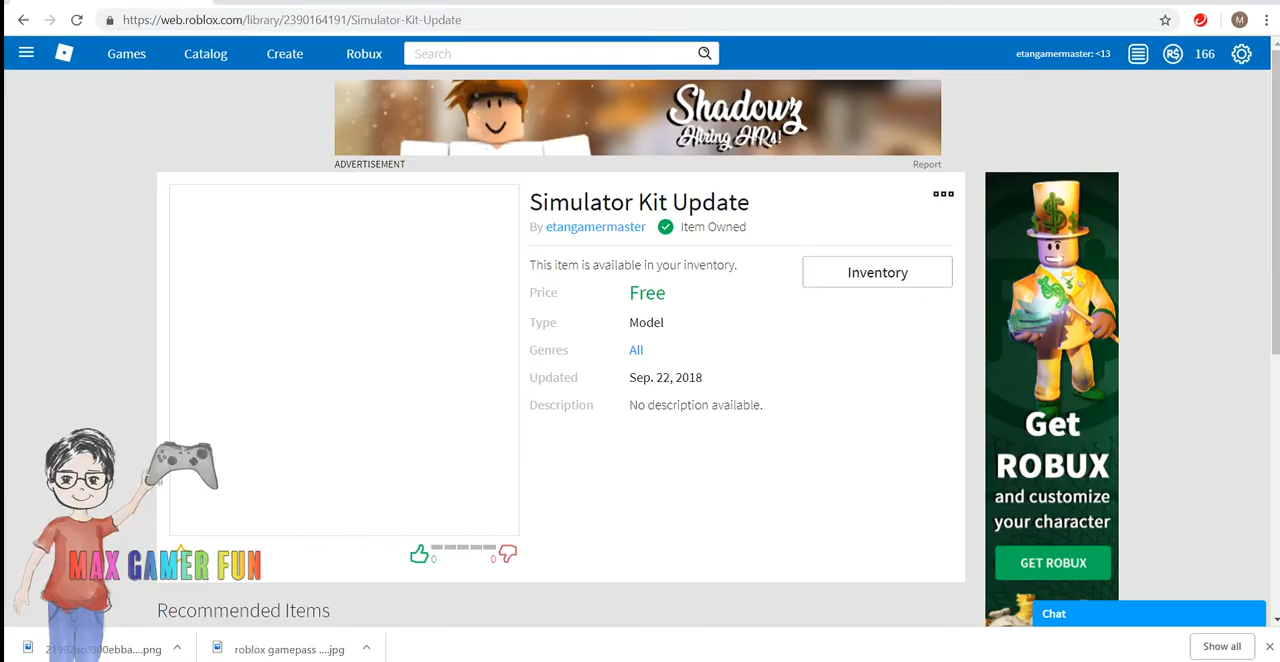 https://web.roblox.com/library/2390164191/Simulator-Kit-Update
M
Games Catalog Create Robux Search etangamermaster: <13 R$ 166
Shadowz
Hiring HRs!
ADVERTISEMENT Report
Simulator Kit Update
By etangamermaster Item Owned
This item is available in your inventory.
Inventory
Price Free
Type Model
Genres All
Updated Sep. 22, 2018
Description No description available.
Get
ROBUX
and customize
your character
GET ROBUX
0 0
MAX GAMER FUN
Recommended Items
Chat
21992ac0300ebba....png
roblox gamepass ....jpg
Show all